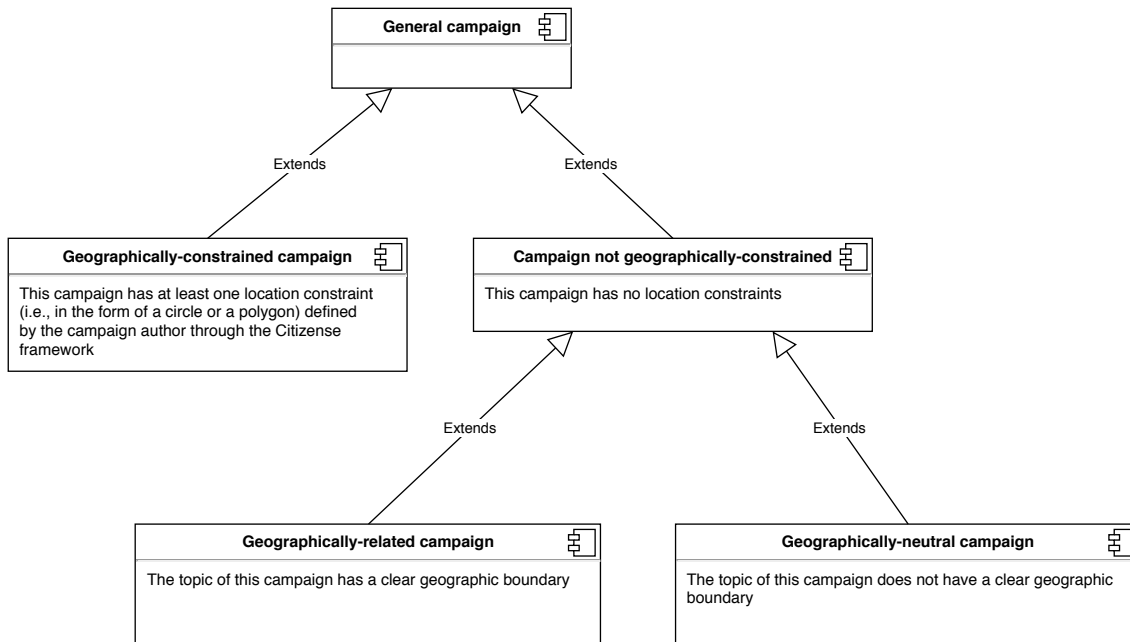 General campaign
Extends
Extends
Geographically-constrained campaign
This campaign has at least one location constraint
(i.e., in the form of a circle or a polygon) defined
by the campaign author through the Citizense
framework
Campaign not geographically-constrained
This campaign has no location constraints
Extends
Extends
Geographically-related campaign
The topic of this campaign has a clear geographic boundary
Geographically-neutral campaign
The topic of this campaign does not have a clear geographic
boundary